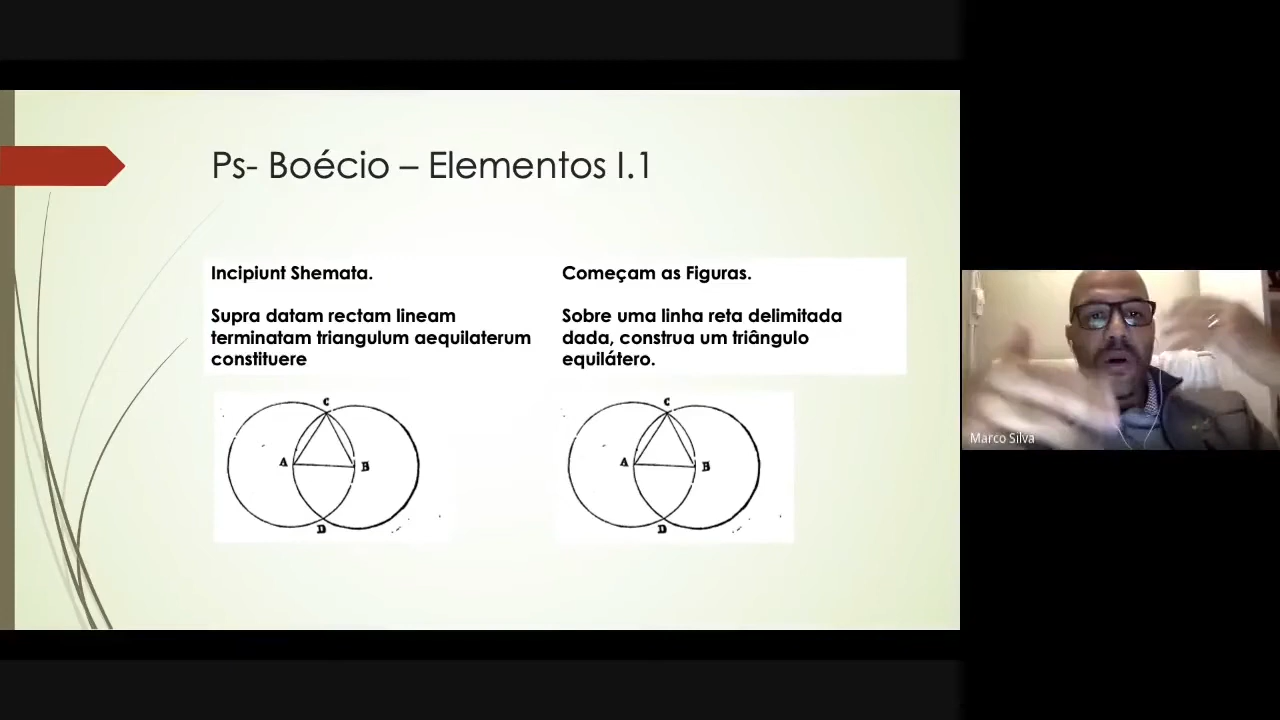 Ps- Boécio – Elementos I.1
Incipiunt Shemata.
Supra datam rectam lineam
terminatam triangulum aequilaterum
constituere
Começam as Figuras.
Sobre uma linha reta delimitada
dada, construa um triângulo
equilátero.
C
A
B
D
C
A
B
D
Marco Silva